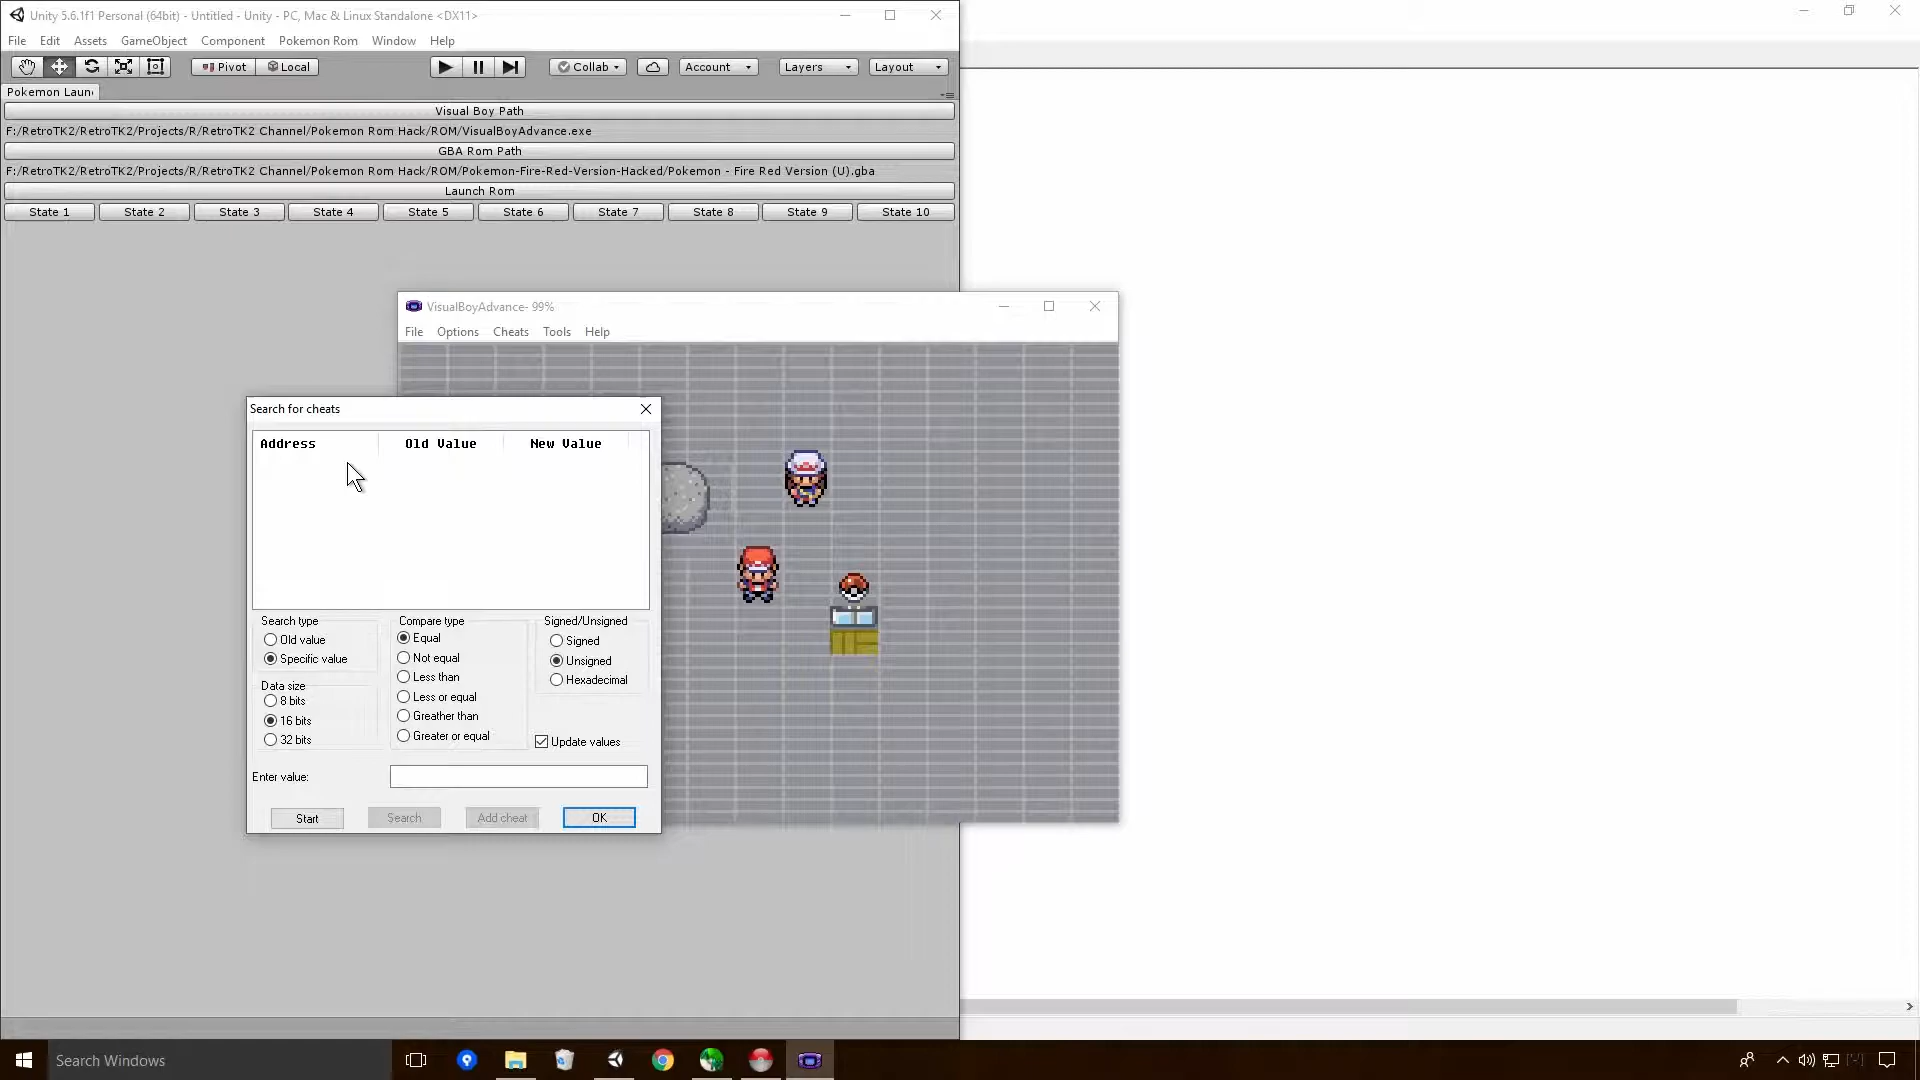 Unity 5.6.1f1 Personal (64bit) - Untitled - Unity - PC, Mac & Linux Standalone <DX11>
File Edit Assets GameObject Component Pokemon Rom Window Help
Pivot Local Collab Account Layers Layout
Pokemon Laun
Visual Boy Path
F:/RetroTK2/RetroTK2/Projects/R/RetroTK2 Channel/Pokemon Rom Hack/ROM/VisualBoyAdvance.exe
GBA Rom Path
F:/RetroTK2/RetroTK2/Projects/R/RetroTK2 Channel/Pokemon Rom Hack/ROM/Pokemon-Fire-Red-Version-Hacked/Pokemon - Fire Red Version (U).gba
Launch Rom
State 1 State 2 State 3 State 4 State 5 State 6 State 7 State 8 State 9 State 10
VisualBoyAdvance- 99%
File Options Cheats Tools Help
Search for cheats
Address Old Value New Value
Search type
Old value
Specific value
Data size
8 bits
16 bits
32 bits
Compare type
Equal
Not equal
Less than
Less or equal
Greather than
Greater or equal
Signed/Unsigned
Signed
Unsigned
Hexadecimal
Update values
Enter value:
Start Search Add cheat OK
Search Windows